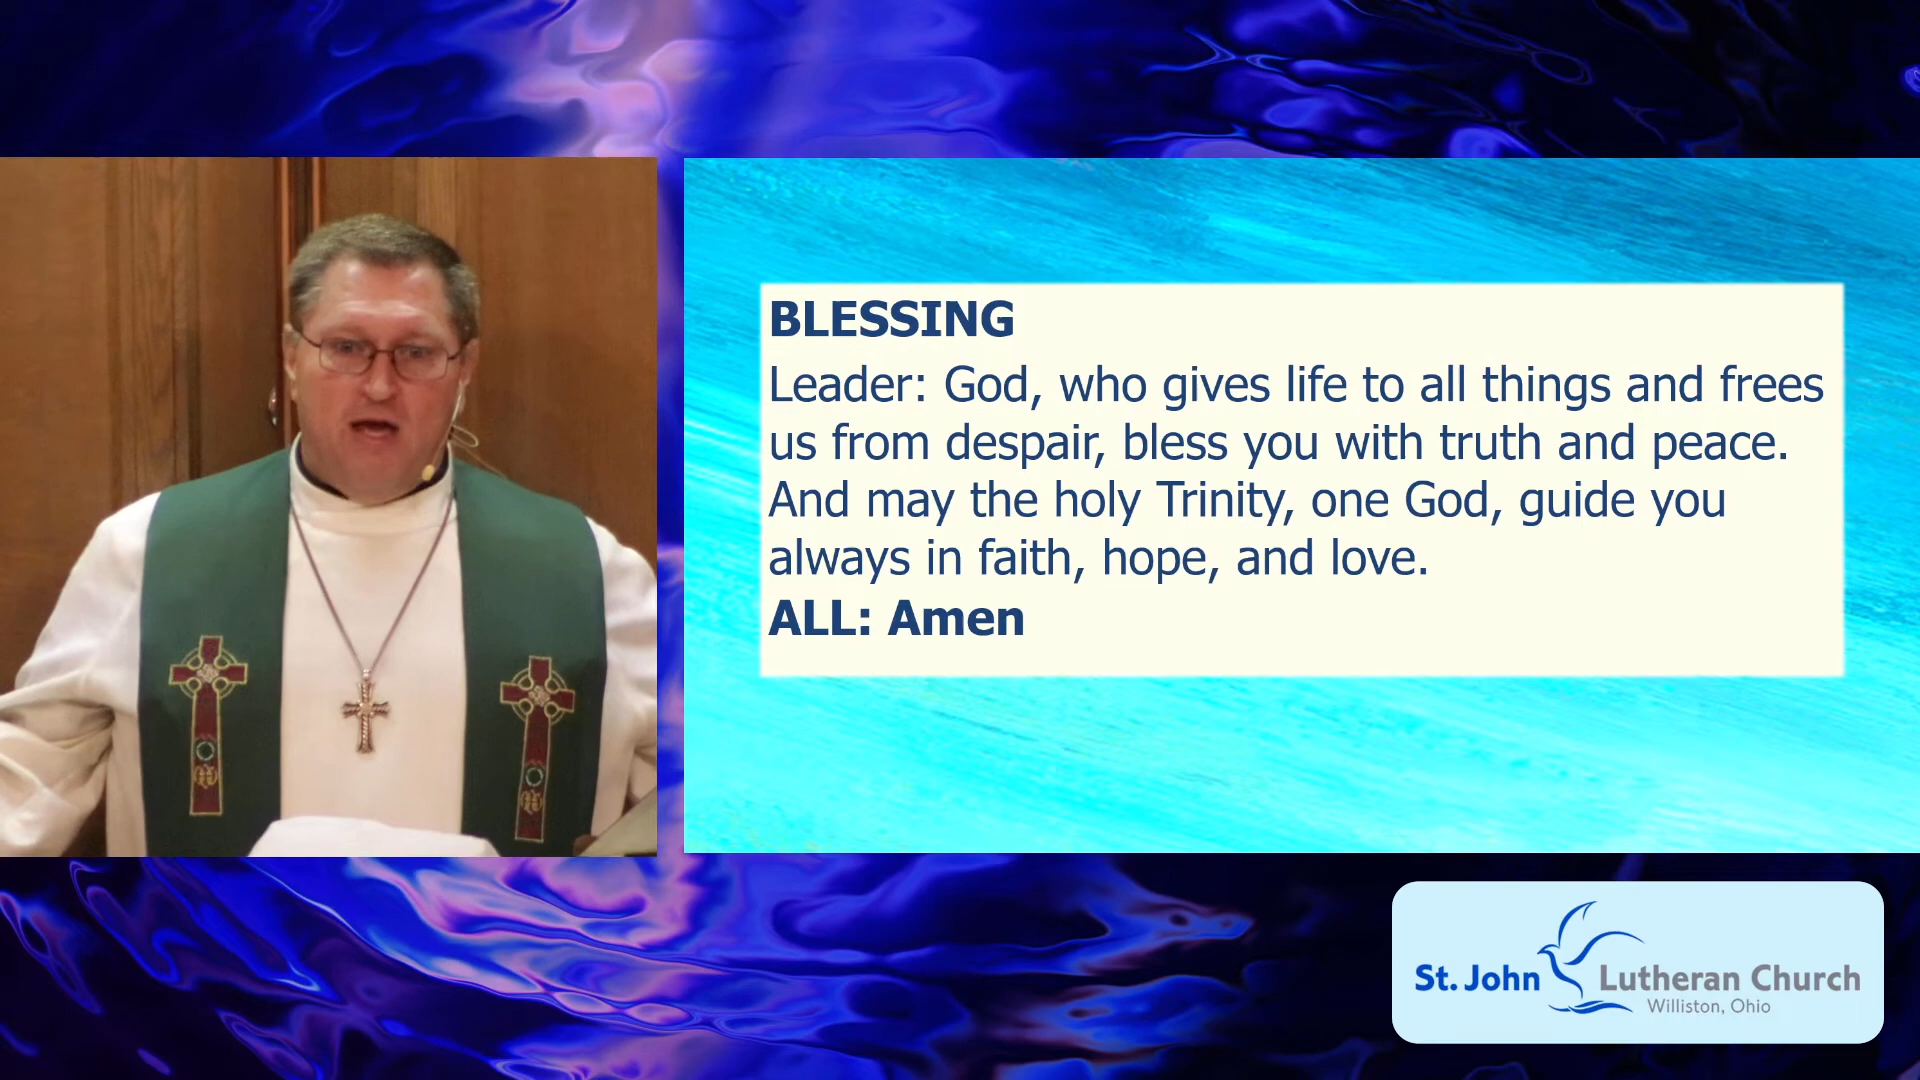 BLESSING
Leader: God, who gives life to all things and frees
us from despair, bless you with truth and peace.
And may the holy Trinity, one God, guide you
always in faith, hope, and love.
ALL: Amen
St. John Lutheran Church
Williston, Ohio